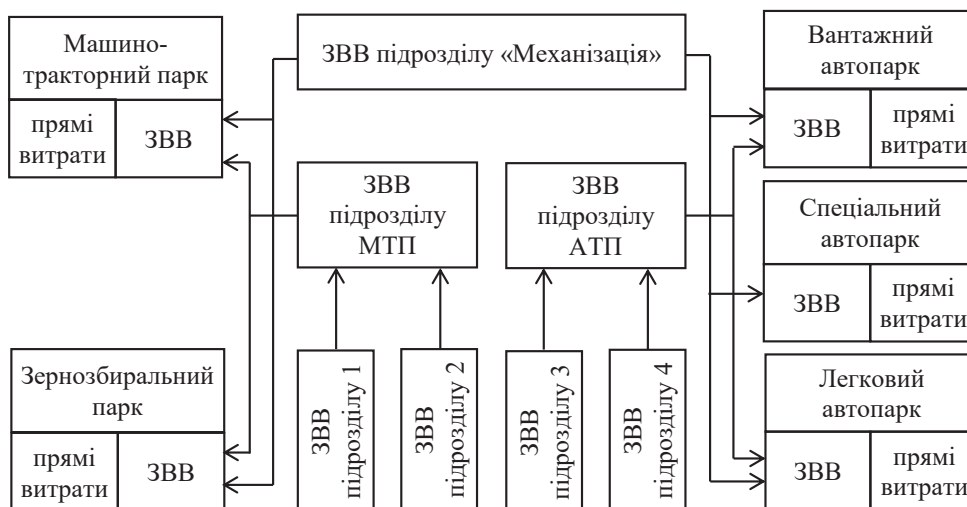 Машино-
тракторний парк
прямі
витрати
ЗВВ
ЗВВ підрозділу «Механізація»
Вантажний
автопарк
ЗВВ
прямі
витрати
ЗВВ
підрозділу
МТП
ЗВВ
підрозділу
АТП
Спеціальний
автопарк
ЗВВ
прямі
витрати
Зернозбиральний
парк
прямі
витрати
ЗВВ
ЗВВ
підрозділу 1
ЗВВ
підрозділу 2
ЗВВ
підрозділу 3
ЗВВ
підрозділу 4
Легковий
автопарк
ЗВВ
прямі
витрати